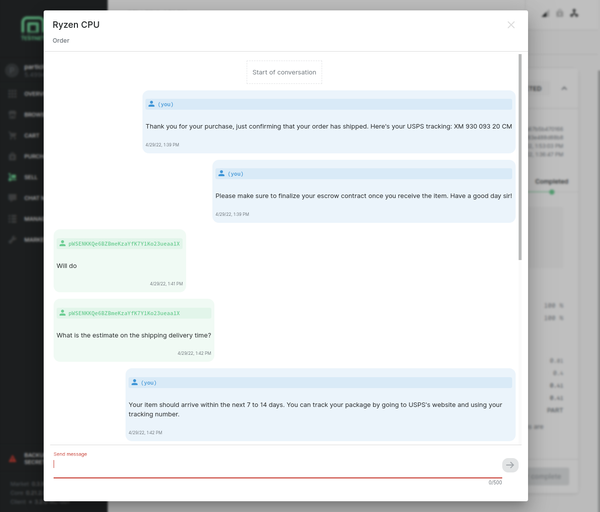 Ryzen CPU
Order
Start of conversation
(you)
Thank you for your purchase, just confirming that your order has shipped. Here's your USPS tracking: XM 930 093 20 CM
4/29/22, 1:39 PM
(you)
Please make sure to finalize your escrow contract once you receive the item. Have a good day sir!
4/29/22, 1:39 PM
Will do
4/29/22, 1:41 PM
What is the estimate on the shipping delivery time?
4/29/22, 1:42 PM
(you)
Your item should arrive within the next 7 to 14 days. You can track your package by going to USPS's website and using your
tracking number.
4/29/22, 1:42 PM
Send message
0/500
Completed
SELL
CART